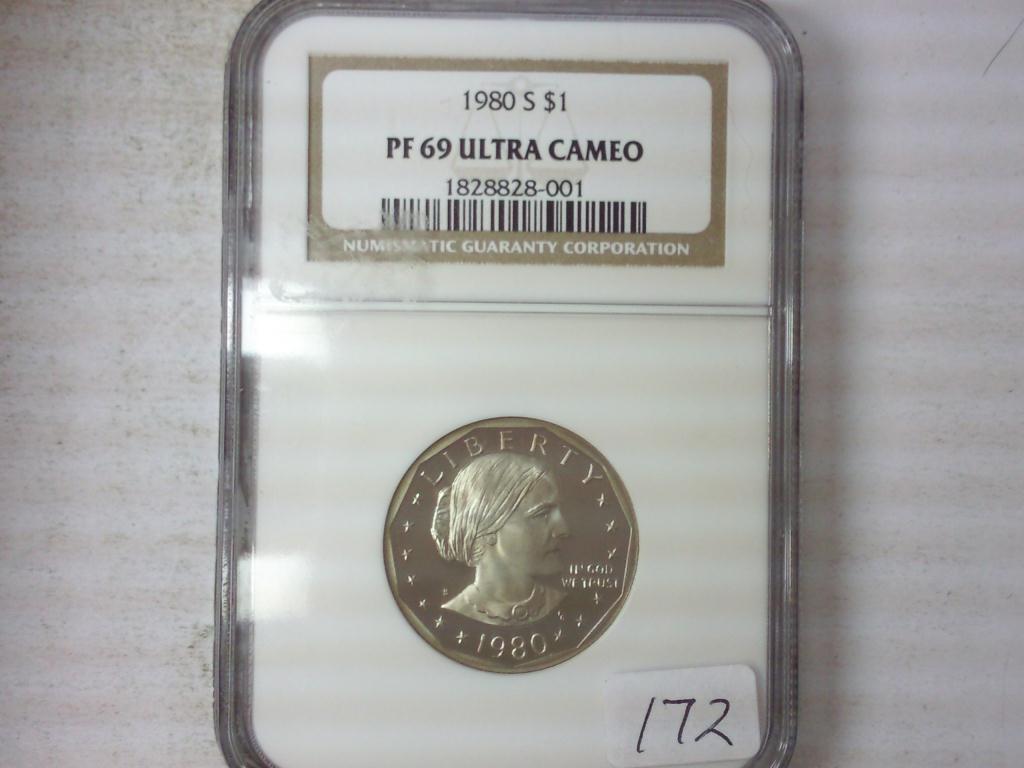 1980 S $1
PF 69 ULTRA CAMEO
1828828-001
NUMISMATIC GUARANTY CORPORATION
LIBERTY
IN GOD
WE TRUST
S
1980
172